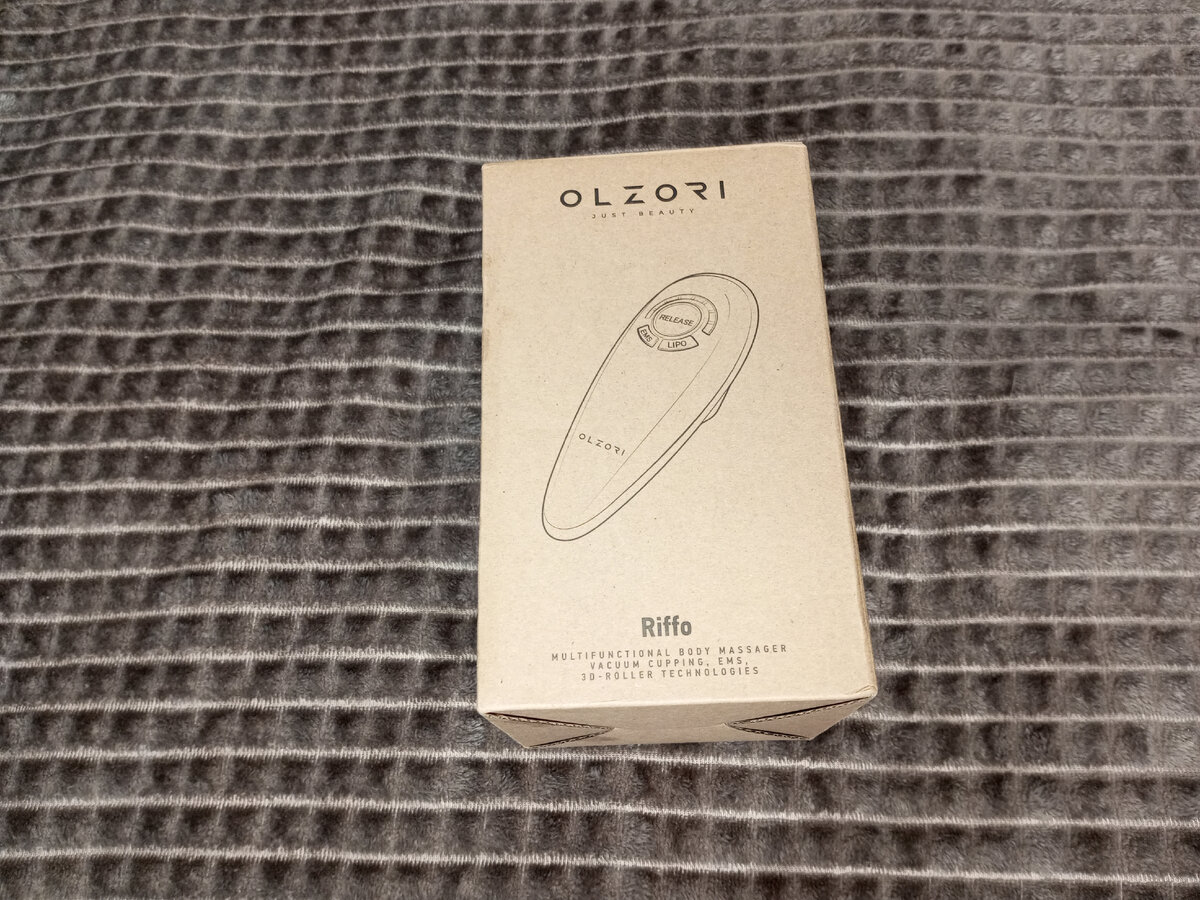 OLZORI
JUST BEAUTY
RELEASE
EMS
LIPO
OLZORI
Riffo
MULTIFUNCTIONAL BODY MASSAGER
VACUUM CUPPING, EMS,
3D-ROLLER TECHNOLOGIES